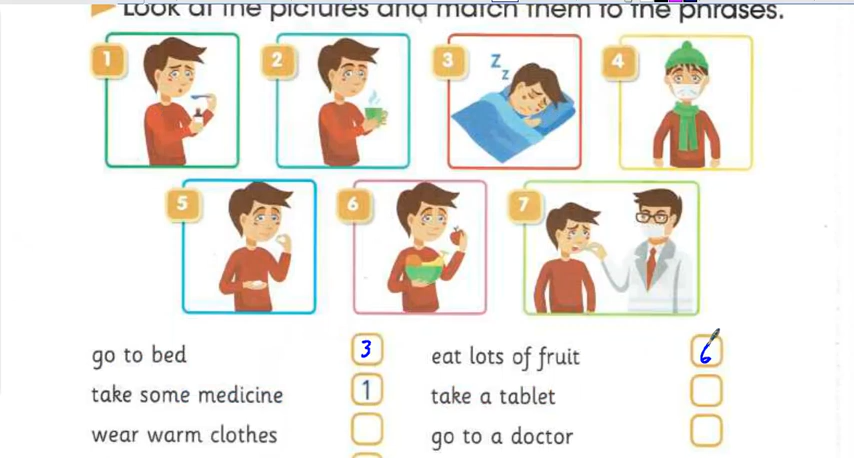 Look at the pictures and match them to the phrases.
1
2
3
Z
z
4
5
6
7
go to bed 3
eat lots of fruit 6
take some medicine 1
take a tablet
wear warm clothes
go to a doctor